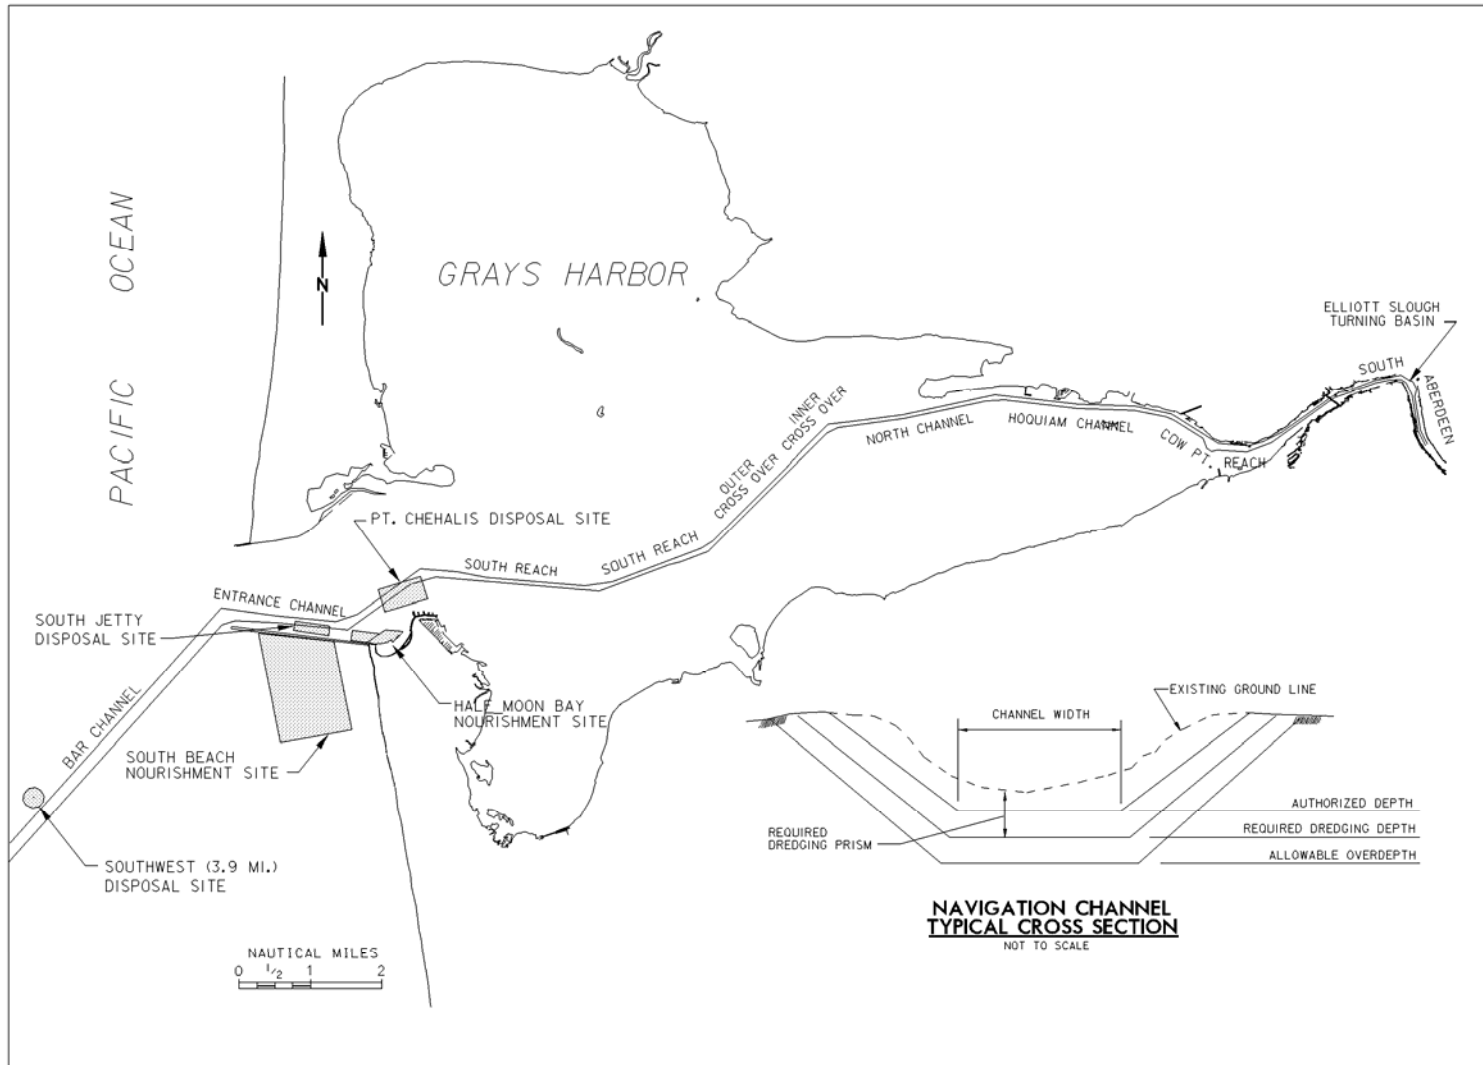 PACIFIC OCEAN
N
GRAYS HARBOR
ELLIOTT SLOUGH
TURNING BASIN
SOUTH
ABERDEEN
INNER
CROSS OVER
OUTER
CROSS OVER
NORTH CHANNEL
HOQUIAM CHANNEL
COW PT. REACH
PT. CHEHALIS DISPOSAL SITE
SOUTH REACH
SOUTH REACH
ENTRANCE CHANNEL
SOUTH JETTY
DISPOSAL SITE
BAR CHANNEL
HALF MOON BAY
NOURISHMENT SITE
SOUTH BEACH
NOURISHMENT SITE
SOUTHWEST (3.9 MI.)
DISPOSAL SITE
NAUTICAL MILES
0 1/2 1 2
EXISTING GROUND LINE
CHANNEL WIDTH
AUTHORIZED DEPTH
REQUIRED
DREDGING PRISM
REQUIRED DREDGING DEPTH
ALLOWABLE OVERDEPTH
NAVIGATION CHANNEL
TYPICAL CROSS SECTION
NOT TO SCALE